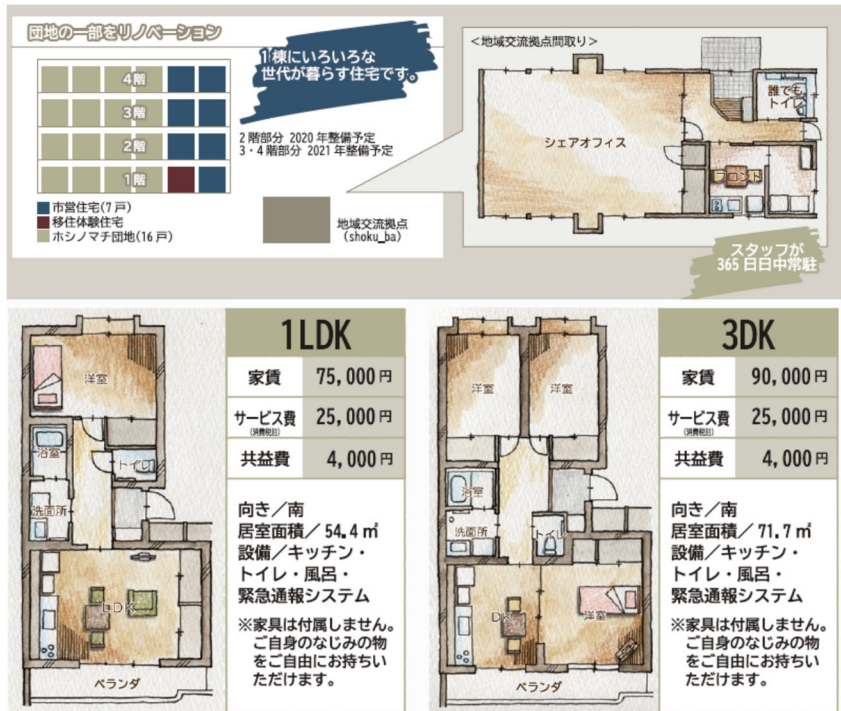 団地の一部をリノベーション
1棟にいろいろな
世代が暮らす住宅です。
4階
3階
2階
1階
2階部分 2020年整備予定
3・4階部分 2021年整備予定
市営住宅(7戸)
移住体験住宅
ホシノマチ団地(16戸)
地域交流拠点
(shoku_ba)
<地域交流拠点間取り>
シェアオフィス
誰でも
トイレ
スタッフが
365日日中常駐
洋室
浴室
トイレ
洗面所
LDK
ベランダ
1LDK
家賃 75,000円
サービス費 25,000円
(消費税別)
共益費 4,000円
向き/南
居室面積/54.4㎡
設備/キッチン・
トイレ・風呂・
緊急通報システム
※家具は付属しません。
ご自身のなじみの物
をご自由にお持ちい
ただけます。
洋室
洋室
浴室
洗面所
トイレ
DK
洋室
ベランダ
3DK
家賃 90,000円
サービス費 25,000円
(消費税別)
共益費 4,000円
向き/南
居室面積/71.7㎡
設備/キッチン・
トイレ・風呂・
緊急通報システム
※家具は付属しません。
ご自身のなじみの物
をご自由にお持ちい
ただけます。